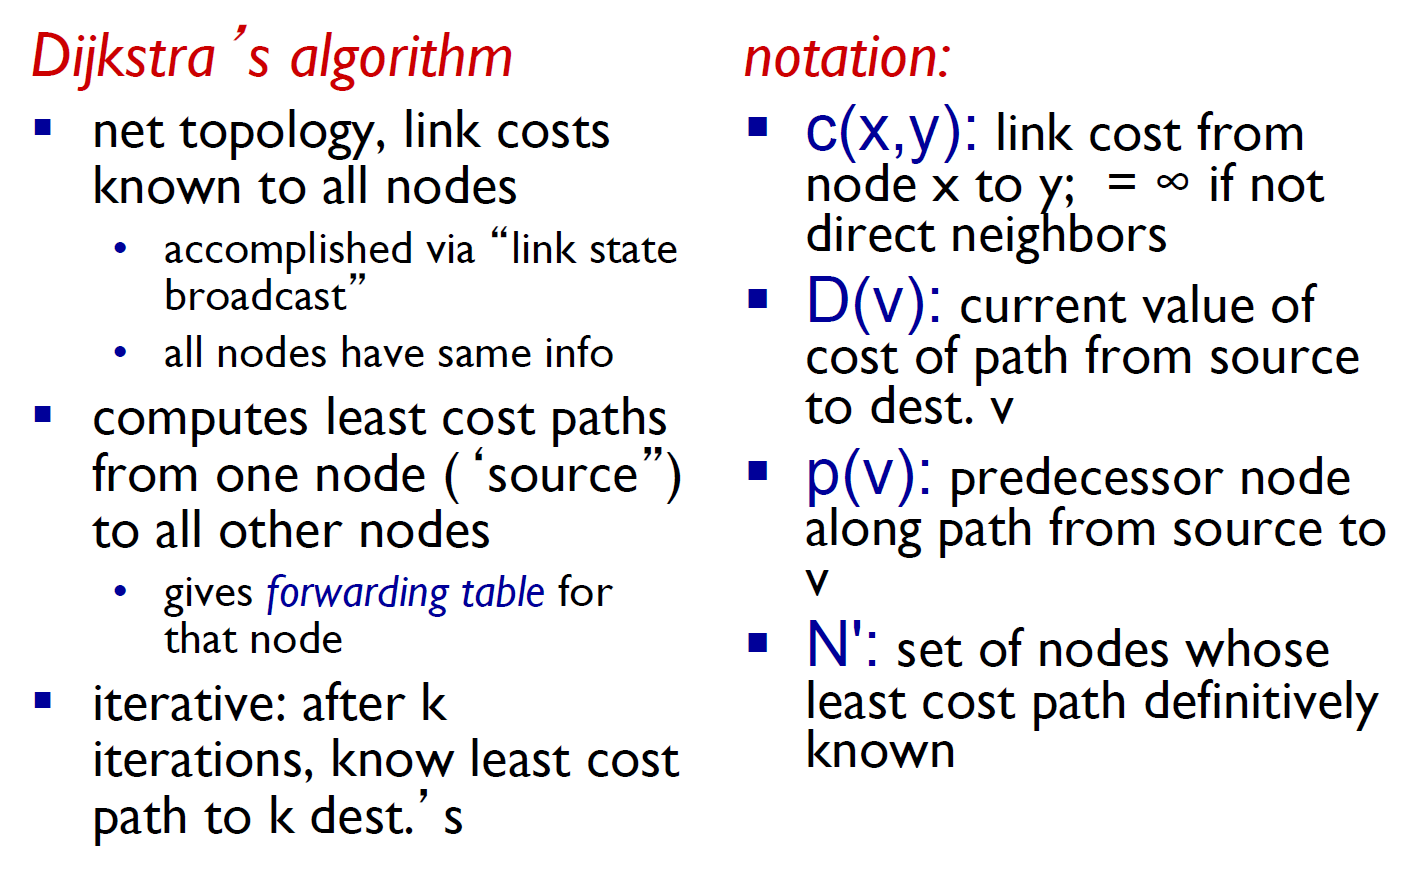 Dijkstra’s algorithm
▪ net topology, link costs
known to all nodes
• accomplished via “link state
broadcast”
• all nodes have same info
▪ computes least cost paths
from one node (‘source”)
to all other nodes
• gives forwarding table for
that node
▪ iterative: after k
iterations, know least cost
path to k dest.’s
notation:
▪ c(x,y): link cost from
node x to y; = ∞ if not
direct neighbors
▪ D(v): current value of
cost of path from source
to dest. v
▪ p(v): predecessor node
along path from source to
v
▪ N': set of nodes whose
least cost path definitively
known